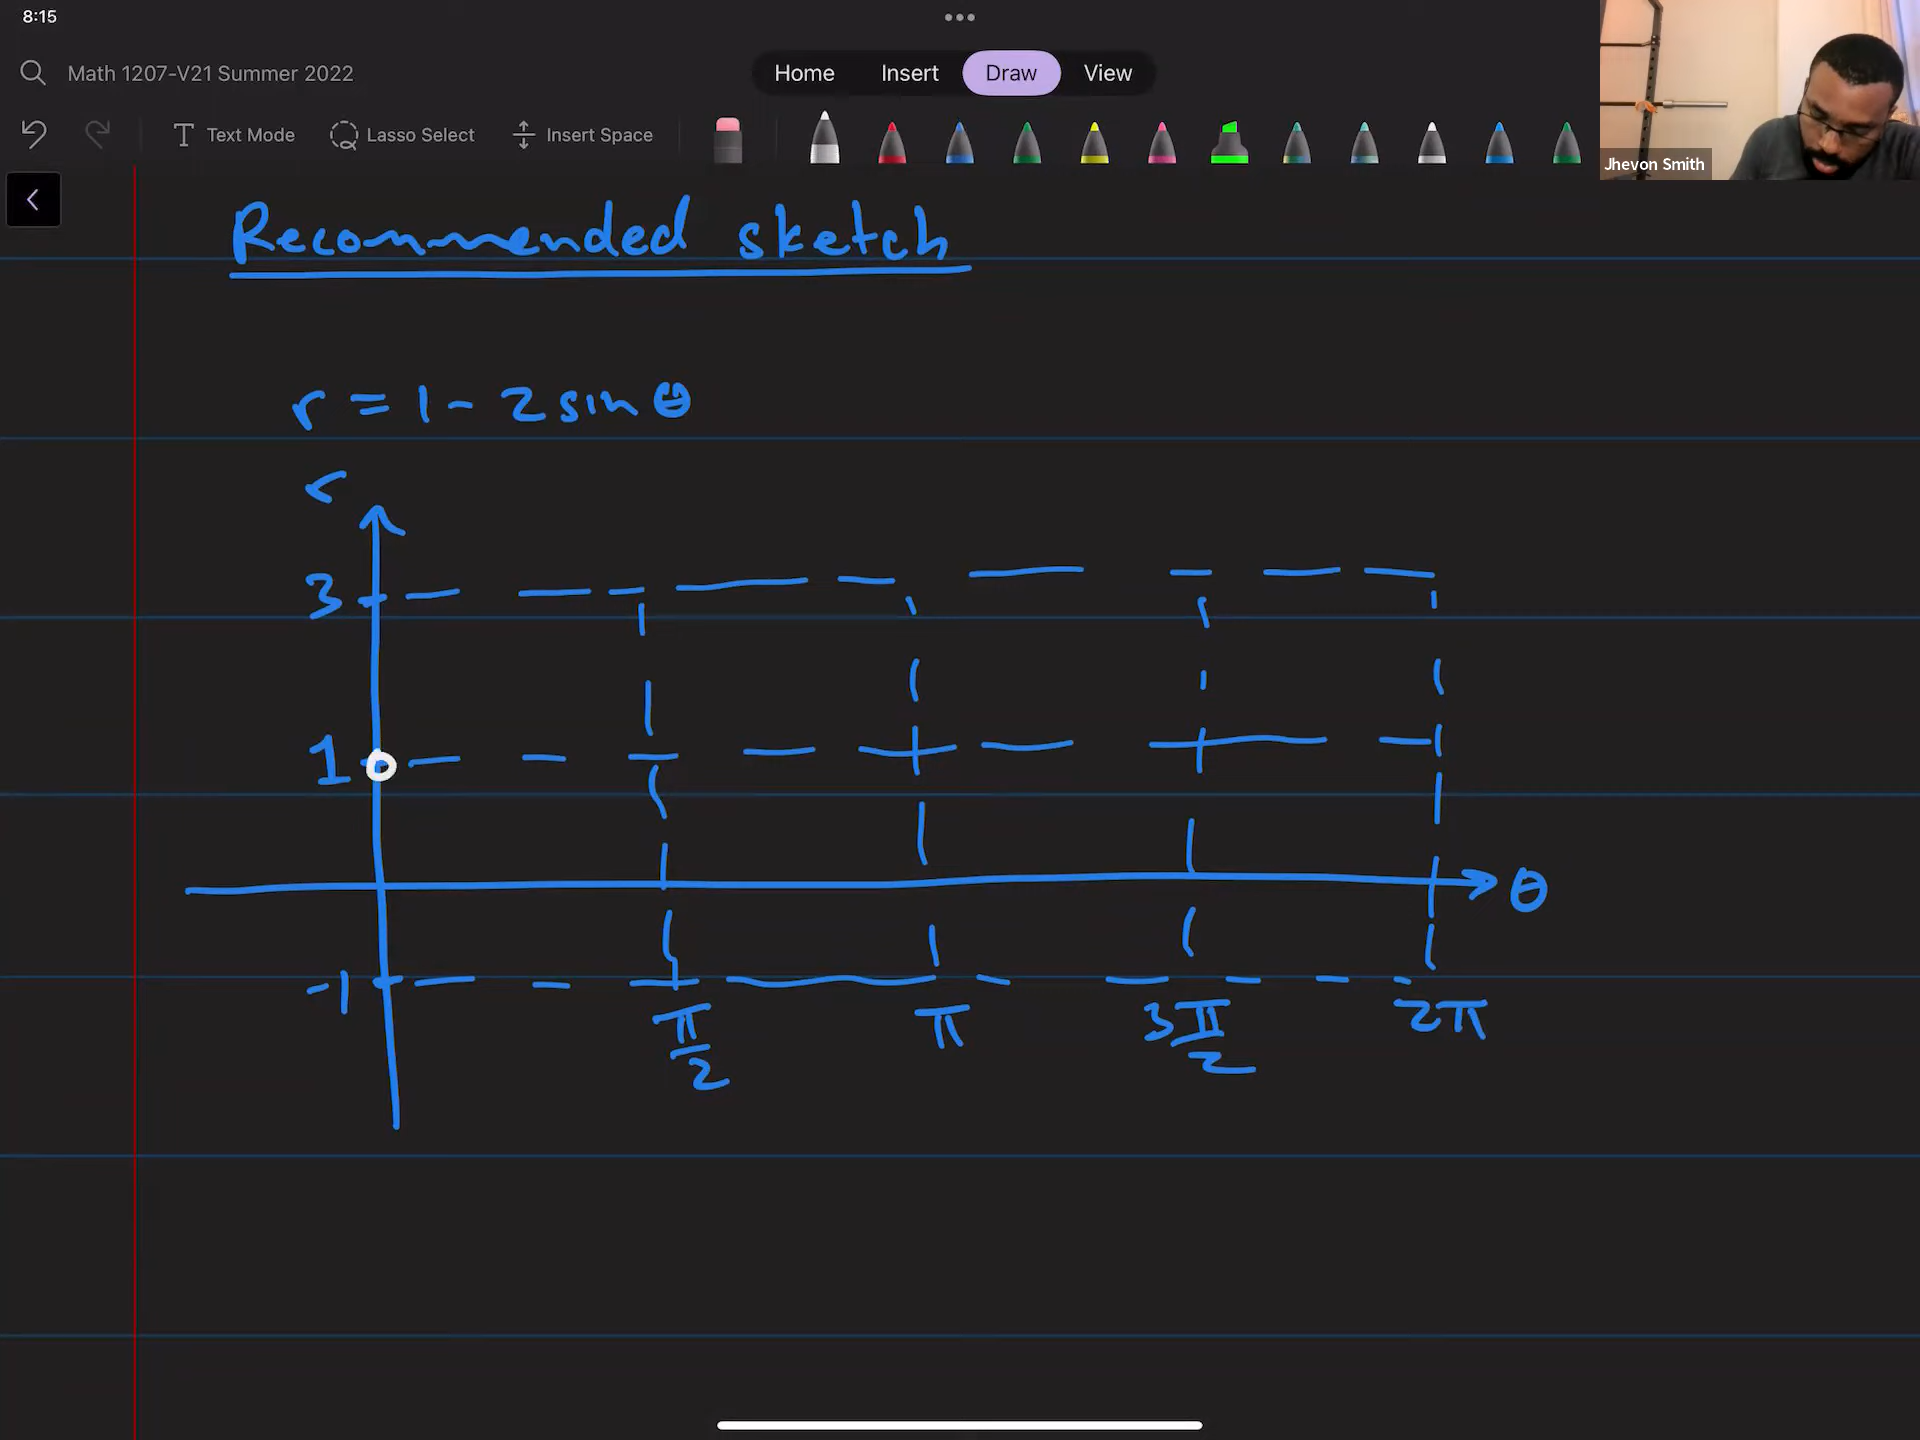 8:15
Math 1207-V21 Summer 2022
Home Insert Draw View
Text Mode Lasso Select Insert Space
Jhevon Smith
Recommended sketch
r = 1 - 2 sin θ
r
3
1
θ
-1
π/2 π 3π/2 2π